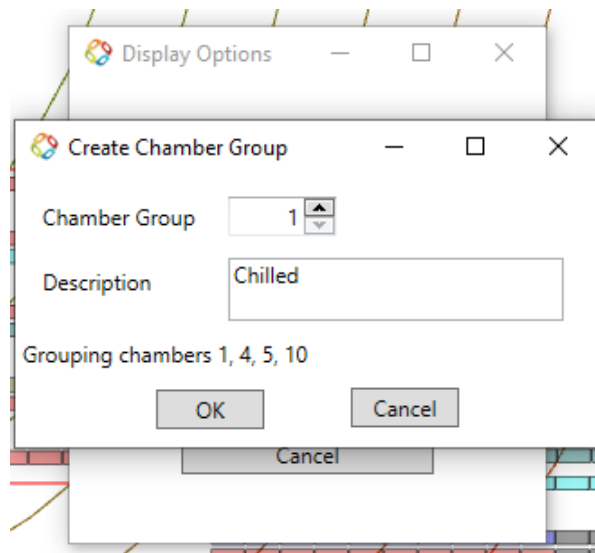 Display Options
Create Chamber Group
Chamber Group 1
Description Chilled
Grouping chambers 1, 4, 5, 10
OK Cancel
Cancel